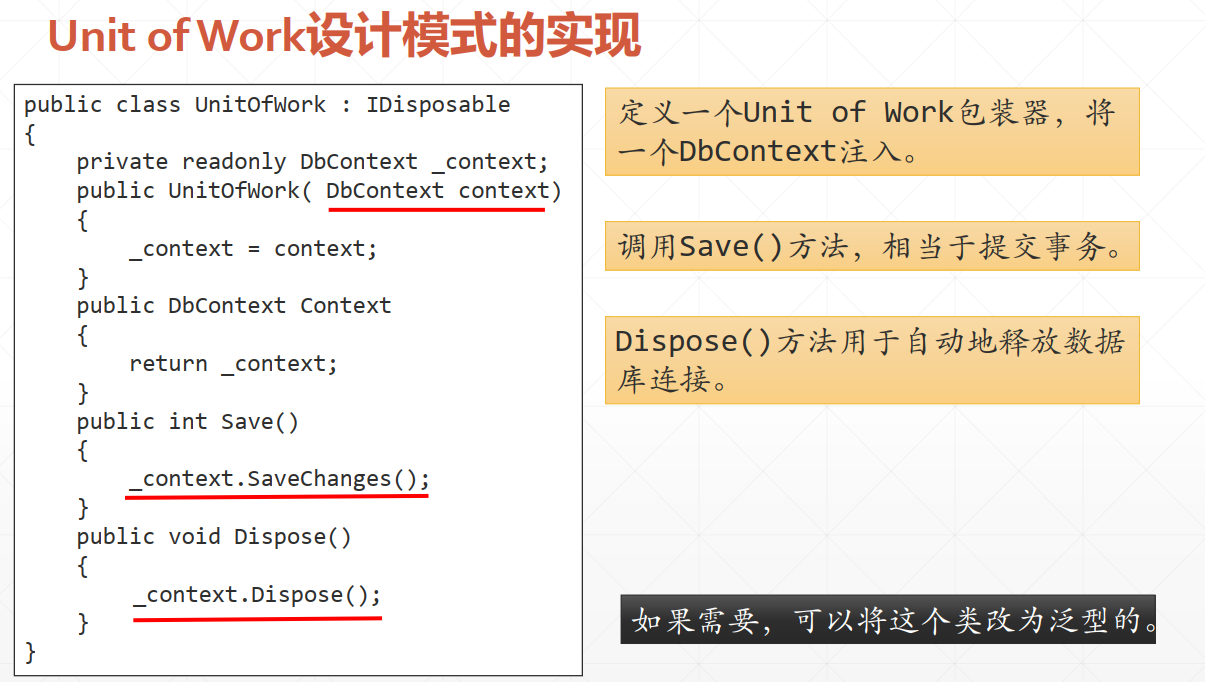 Unit of Work设计模式的实现
public class UnitOfWork : IDisposable
{
    private readonly DbContext _context;
    public UnitOfWork( DbContext context)
    {
        _context = context;
    }
    public DbContext Context
    {
        return _context;
    }
    public int Save()
    {
        _context.SaveChanges();
    }
    public void Dispose()
    {
        _context.Dispose();
    }
}
定义一个Unit of Work包装器，将
一个DbContext注入。
调用Save()方法，相当于提交事务。
Dispose()方法用于自动地释放数据
库连接。
如果需要，可以将这个类改为泛型的。